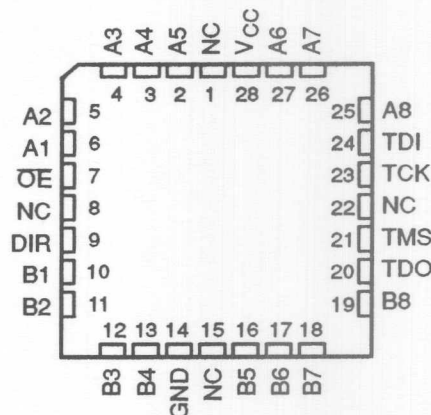 A3 A4 A5 NC VCC A6 A7
4 3 2 1 28 27 26
A2 5 25 A8
A1 6 24 TDI
O̅E̅ 7 23 TCK
NC 8 22 NC
DIR 9 21 TMS
B1 10 20 TDO
B2 11 19 B8
12 13 14 15 16 17 18
B3 B4 GND NC B5 B6 B7